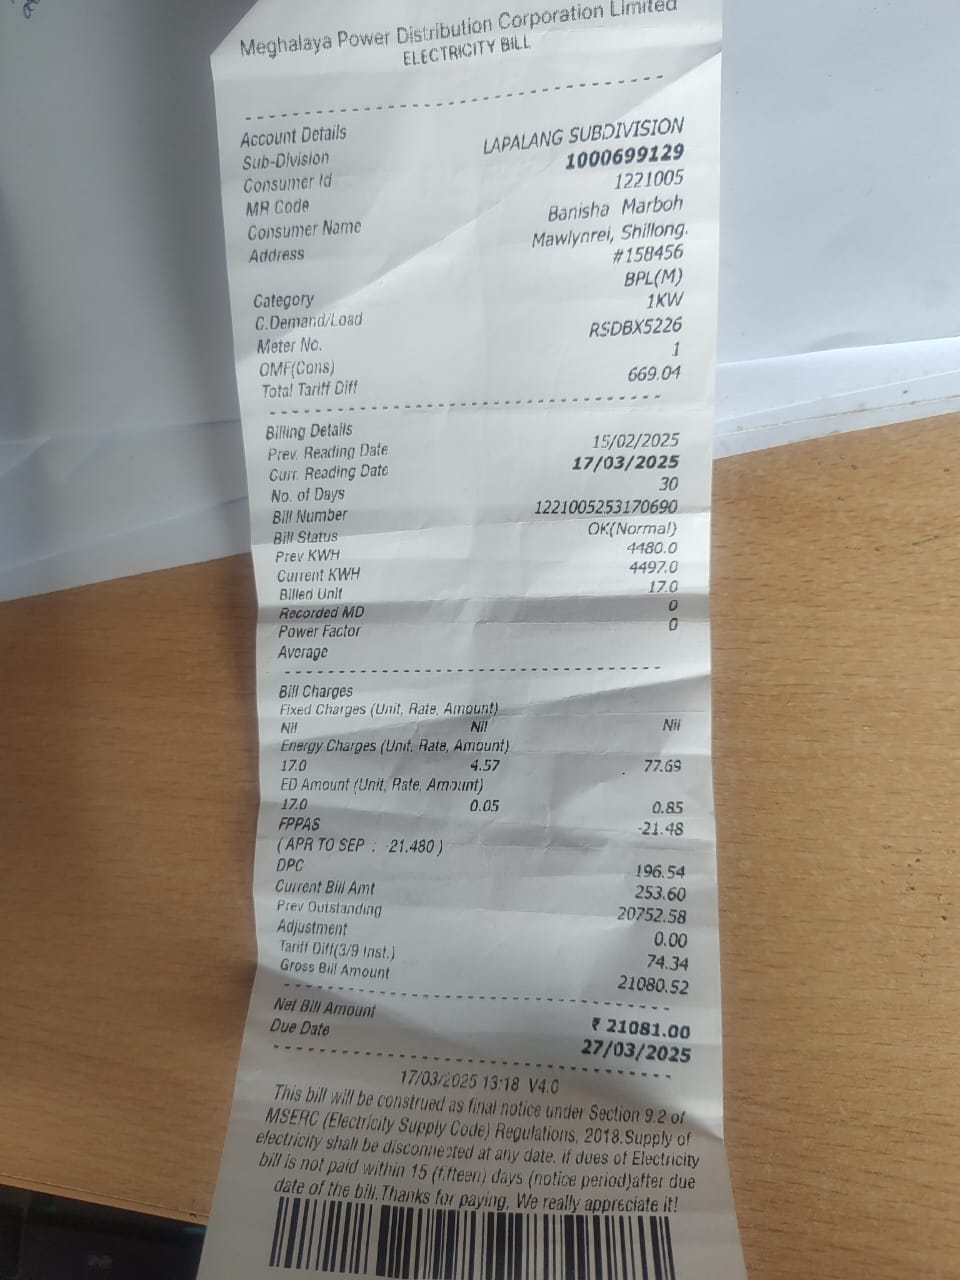 Meghalaya Power Distribution Corporation Limited
ELECTRICITY BILL
Account Details
Sub-Division LAPALANG SUBDIVISION
Consumer Id 1000699129
MR Code 1221005
Consumer Name Banisha Marboh
Address Mawlynrei, Shillong.
#158456
Category BPL(M)
C.Demand/Load 1KW
Meter No. RSDBX5226
OMF(Cons) 1
Total Tariff Diff 669.04
Billing Details
Prev. Reading Date 15/02/2025
Curr. Reading Date 17/03/2025
No. of Days 30
Bill Number 1221005253170690
Bill Status OK(Normal)
Prev KWH 4480.0
Current KWH 4497.0
Billed Unit 17.0
Recorded MD 0
Power Factor 0
Average
Bill Charges
Fixed Charges (Unit, Rate, Amount)
Nil Nil Nil
Energy Charges (Unit, Rate, Amount)
17.0 4.57 77.69
ED Amount (Unit, Rate, Amount)
17.0 0.05 0.85
FPPAS -21.48
( APR TO SEP : -21.480 )
DPC 196.54
Current Bill Amt 253.60
Prev Outstanding 20752.58
Adjustment 0.00
Tariff Diff(3/9 Inst.) 74.34
Gross Bill Amount 21080.52
Net Bill Amount ₹ 21081.00
Due Date 27/03/2025
17/03/2025 13:18 V4.0
This bill will be construed as final notice under Section 9.2 of
MSERC (Electricity Supply Code) Regulations, 2018.Supply of
electricity shall be disconnected at any date, if dues of Electricity
bill is not paid within 15 (fifteen) days (notice period)after due
date of the bill.Thanks for paying, We really appreciate it!